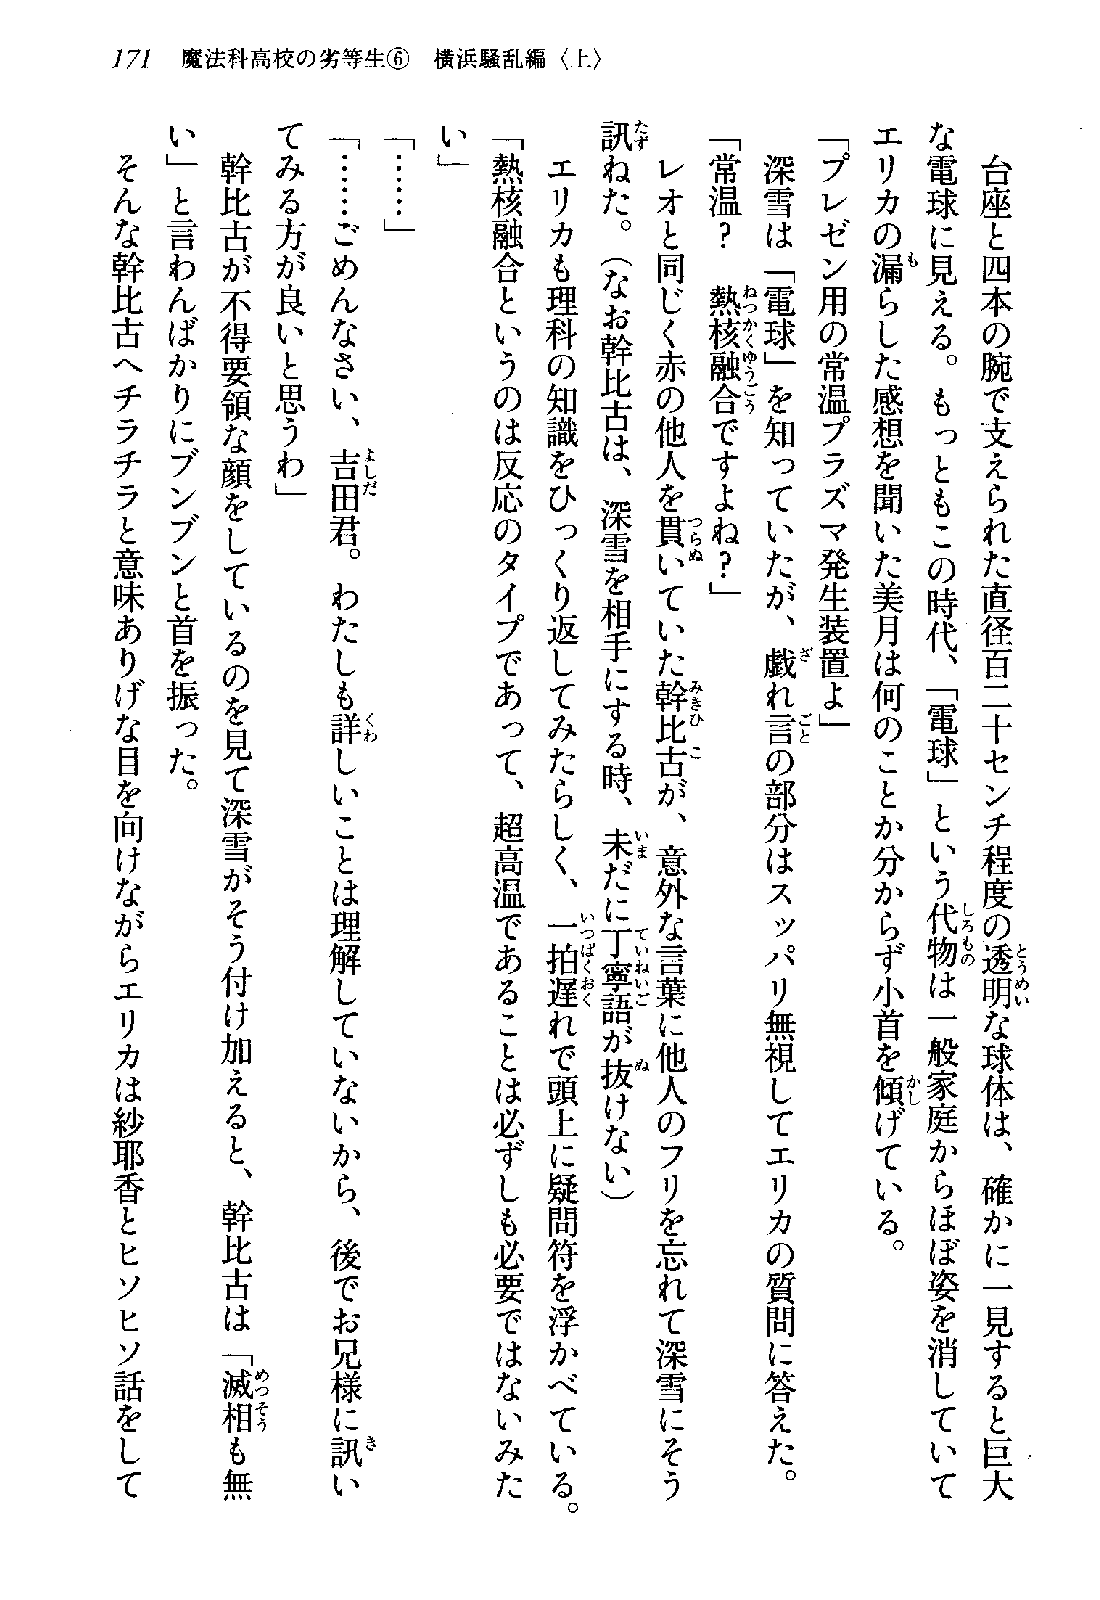 171 魔法科高校の劣等生⑥ 横浜騒乱編〈上〉
　台座と四本の腕で支えられた直径百二十センチ程度の透明な球体は、確かに一見すると巨大
な電球に見える。もっともこの時代、「電球」という代物は一般家庭からほぼ姿を消していて
エリカの漏らした感想を聞いた美月は何のことか分からず小首を傾げている。
「プレゼン用の常温プラズマ発生装置よ」
　深雪は「電球」を知っていたが、戯れ言の部分はスッパリ無視してエリカの質問に答えた。
「常温？　熱核融合ですよね？」
　レオと同じく赤の他人を貫いていた幹比古が、意外な言葉に他人のフリを忘れて深雪にそう
訊ねた。（なお幹比古は、深雪を相手にする時、未だに丁寧語が抜けない）
　エリカも理科の知識をひっくり返してみたらしく、一拍遅れで頭上に疑問符を浮かべている。
「熱核融合というのは反応のタイプであって、超高温であることは必ずしも必要ではないみた
い」
「……」
「……ごめんなさい、吉田君。わたしも詳しいことは理解していないから、後でお兄様に訊い
てみる方が良いと思うわ」
　幹比古が不得要領な顔をしているのを見て深雪がそう付け加えると、幹比古は「滅相も無
い」と言わんばかりにブンブンと首を振った。
　そんな幹比古へチラチラと意味ありげな目を向けながらエリカは紗耶香とヒソヒソ話をして